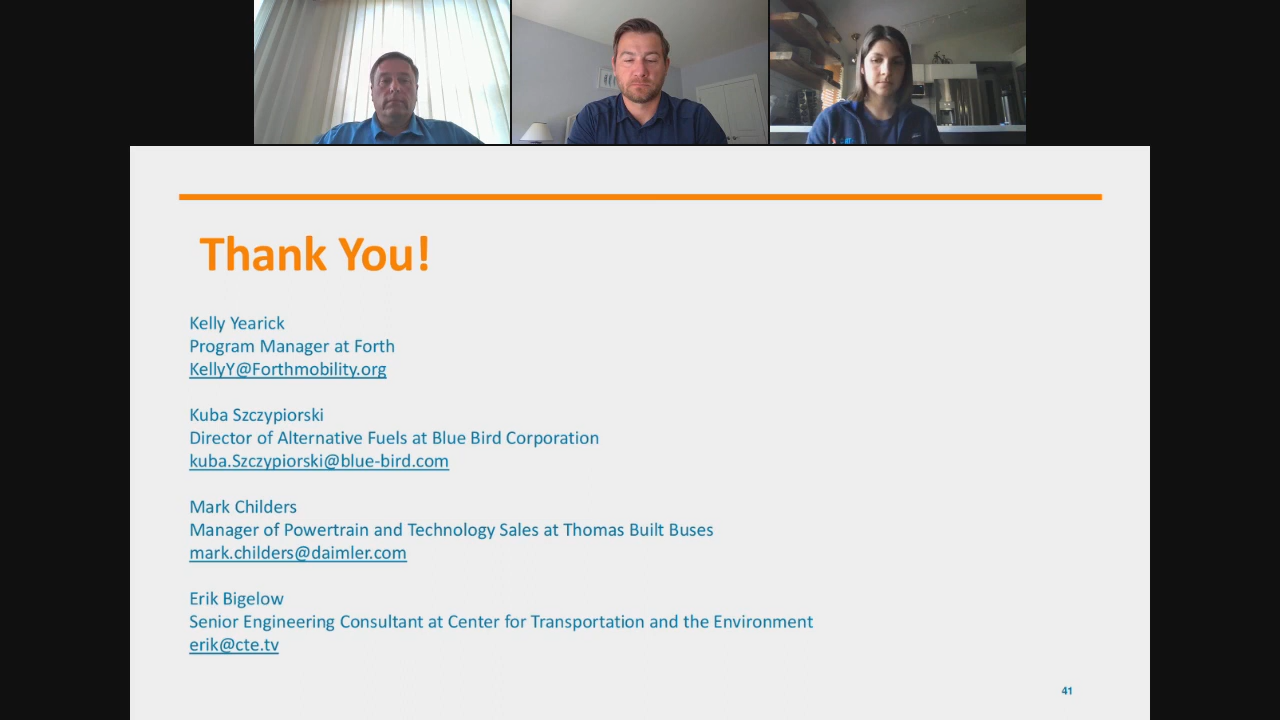 Thank You!
Kelly Yearick
Program Manager at Forth
KellyY@Forthmobility.org
Kuba Szczypiorski
Director of Alternative Fuels at Blue Bird Corporation
kuba.Szczypiorski@blue-bird.com
Mark Childers
Manager of Powertrain and Technology Sales at Thomas Built Buses
mark.childers@daimler.com
Erik Bigelow
Senior Engineering Consultant at Center for Transportation and the Environment
erik@cte.tv
41